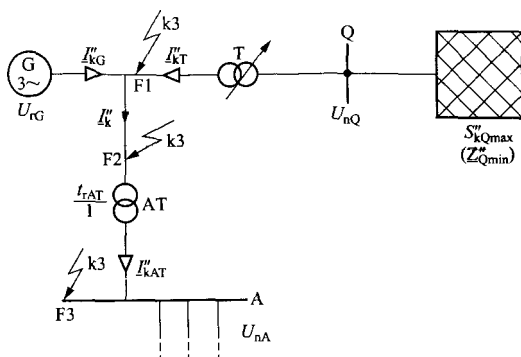 k3
Q
G
3~
I"kG
I"kT
T
F1
UrG
UnQ
I"k
S"kQmax
(Z"Qmin)
k3
F2
trAT
1
AT
k3
I"kAT
F3
A
UnA